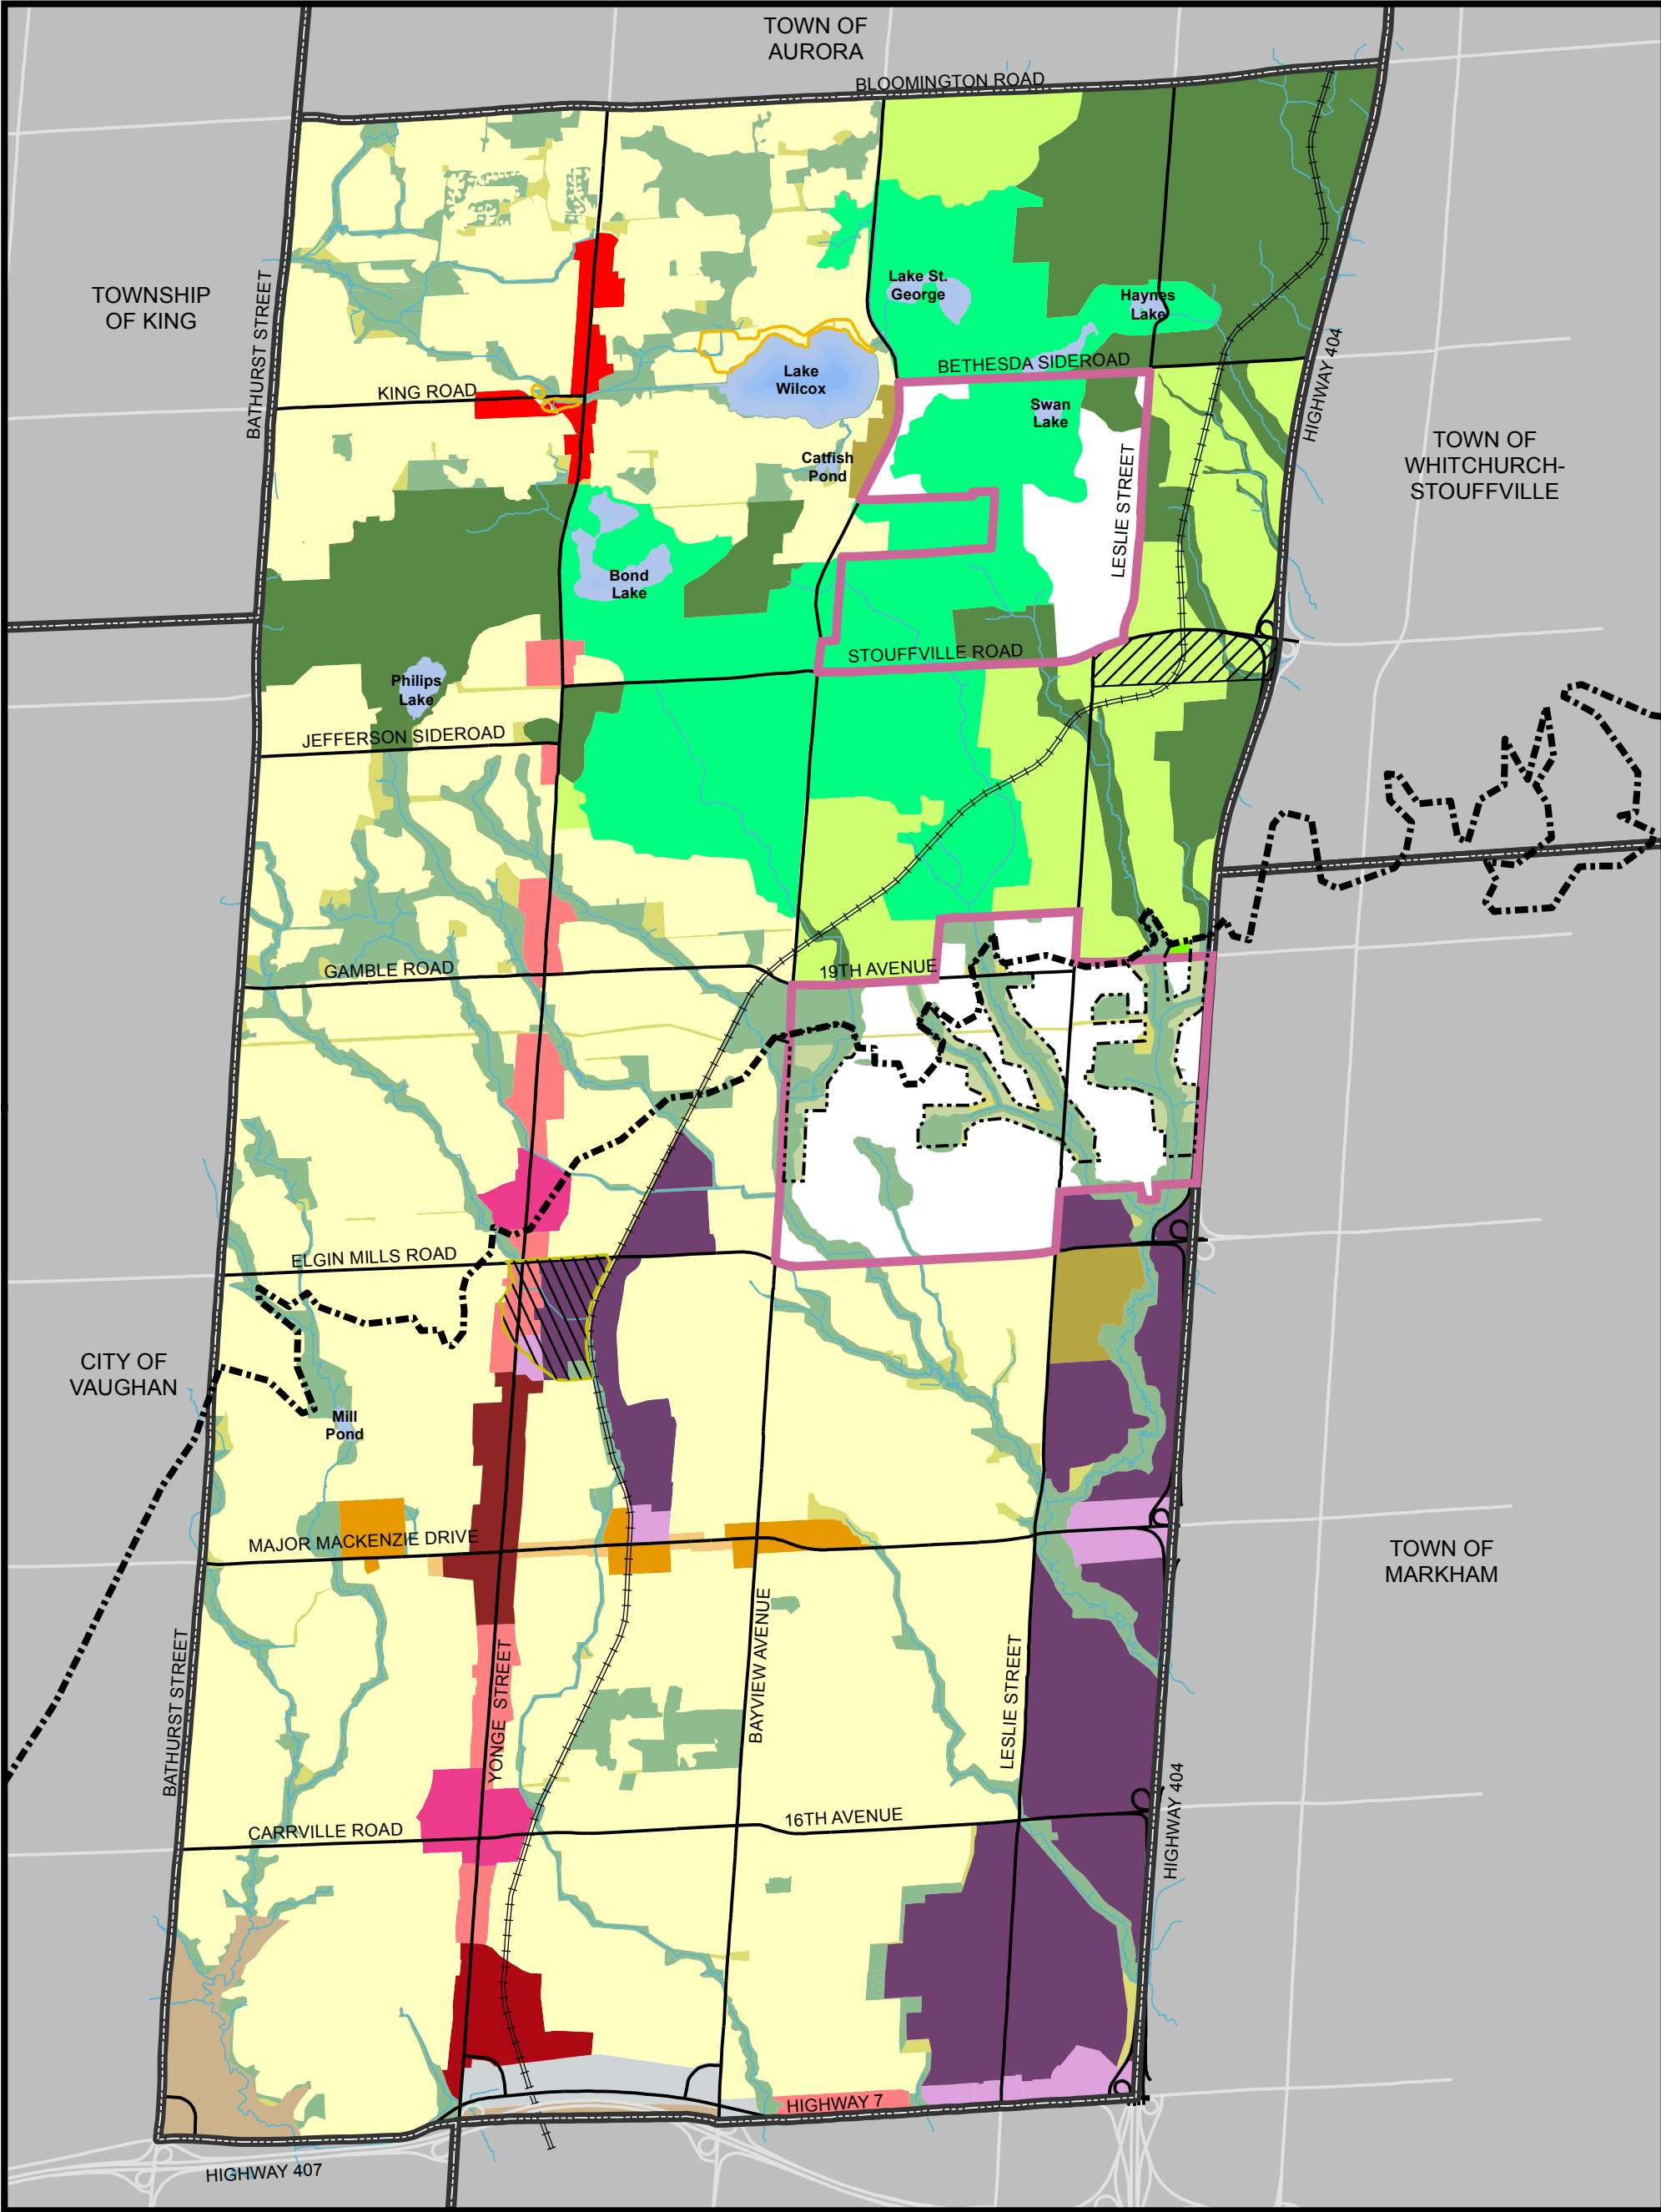 TOWN OF
AURORA
BLOOMINGTON ROAD
TOWNSHIP
OF KING
BATHURST STREET
Lake St.
George
Haynes
Lake
HIGHWAY 404
BETHESDA SIDEROAD
Lake
Wilcox
KING ROAD
Swan
Lake
TOWN OF
WHITCHURCH-
STOUFFVILLE
Catfish
Pond
LESLIE STREET
Bond
Lake
STOUFFVILLE ROAD
Philips
Lake
JEFFERSON SIDEROAD
GAMBLE ROAD
19TH AVENUE
ELGIN MILLS ROAD
CITY OF
VAUGHAN
Mill
Pond
MAJOR MACKENZIE DRIVE
TOWN OF
MARKHAM
BATHURST STREET
YONGE STREET
BAYVIEW AVENUE
LESLIE STREET
HIGHWAY 404
CARRVILLE ROAD
16TH AVENUE
HIGHWAY 7
HIGHWAY 407